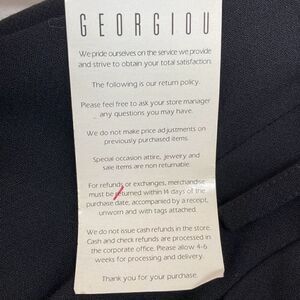 GEORGIOU
We pride ourselves on the service we provide
and strive to obtain your total satisfaction.
The following is our return policy.
Please feel free to ask your store manager
any questions you may have.
We do not make price adjustments on
previously purchased items.
Special occasion attire, jewelry and
sale items are non returnable.
For refunds or exchanges, merchandise
must be returned within 14 days of the
purchase date, accompanied by a receipt,
unworn and with tags attached.
We do not issue cash refunds in the store.
Cash and check refunds are processed in
the corporate office. Please allow 4-6
weeks for processing and delivery.
Thank you for your purchase.